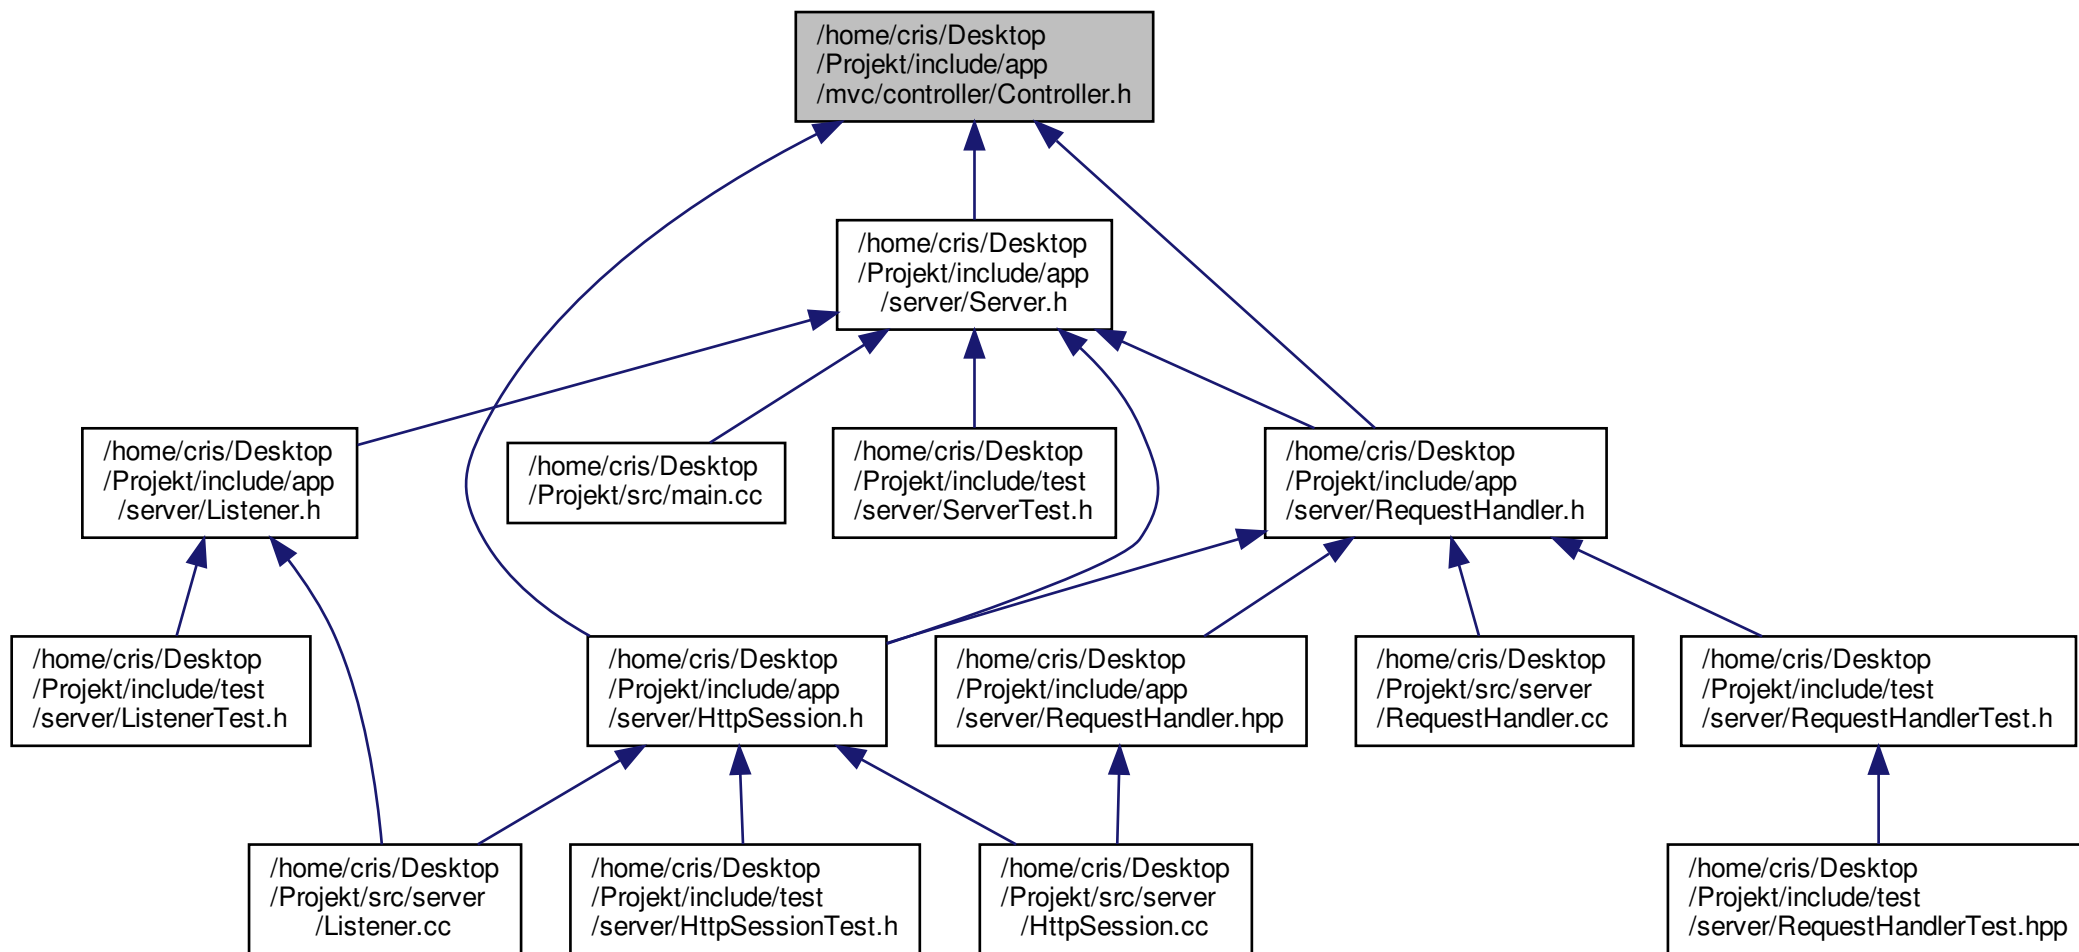 /home/cris/Desktop
/Projekt/include/app
/mvc/controller/Controller.h
/home/cris/Desktop
/Projekt/include/app
/server/Server.h
/home/cris/Desktop
/Projekt/include/app
/server/Listener.h
/home/cris/Desktop
/Projekt/src/main.cc
/home/cris/Desktop
/Projekt/include/test
/server/ServerTest.h
/home/cris/Desktop
/Projekt/include/app
/server/RequestHandler.h
/home/cris/Desktop
/Projekt/include/test
/server/ListenerTest.h
/home/cris/Desktop
/Projekt/include/app
/server/HttpSession.h
/home/cris/Desktop
/Projekt/include/app
/server/RequestHandler.hpp
/home/cris/Desktop
/Projekt/src/server
/RequestHandler.cc
/home/cris/Desktop
/Projekt/include/test
/server/RequestHandlerTest.h
/home/cris/Desktop
/Projekt/src/server
/Listener.cc
/home/cris/Desktop
/Projekt/include/test
/server/HttpSessionTest.h
/home/cris/Desktop
/Projekt/src/server
/HttpSession.cc
/home/cris/Desktop
/Projekt/include/test
/server/RequestHandlerTest.hpp